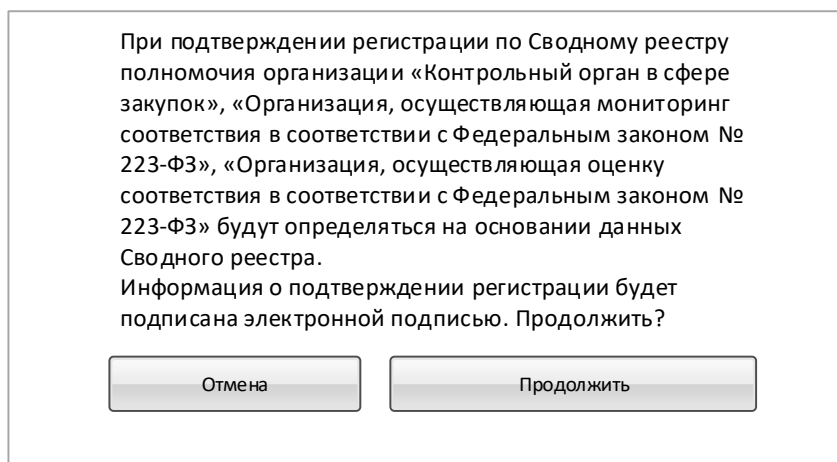 При подтверждении регистрации по Сводному реестру
полномочия организации «Контрольный орган в сфере
закупок», «Организация, осуществляющая мониторинг
соответствия в соответствии с Федеральным законом №
223-ФЗ», «Организация, осуществляющая оценку
соответствия в соответствии с Федеральным законом №
223-ФЗ» будут определяться на основании данных
Сводного реестра.
Информация о подтверждении регистрации будет
подписана электронной подписью. Продолжить?
Отмена
Продолжить